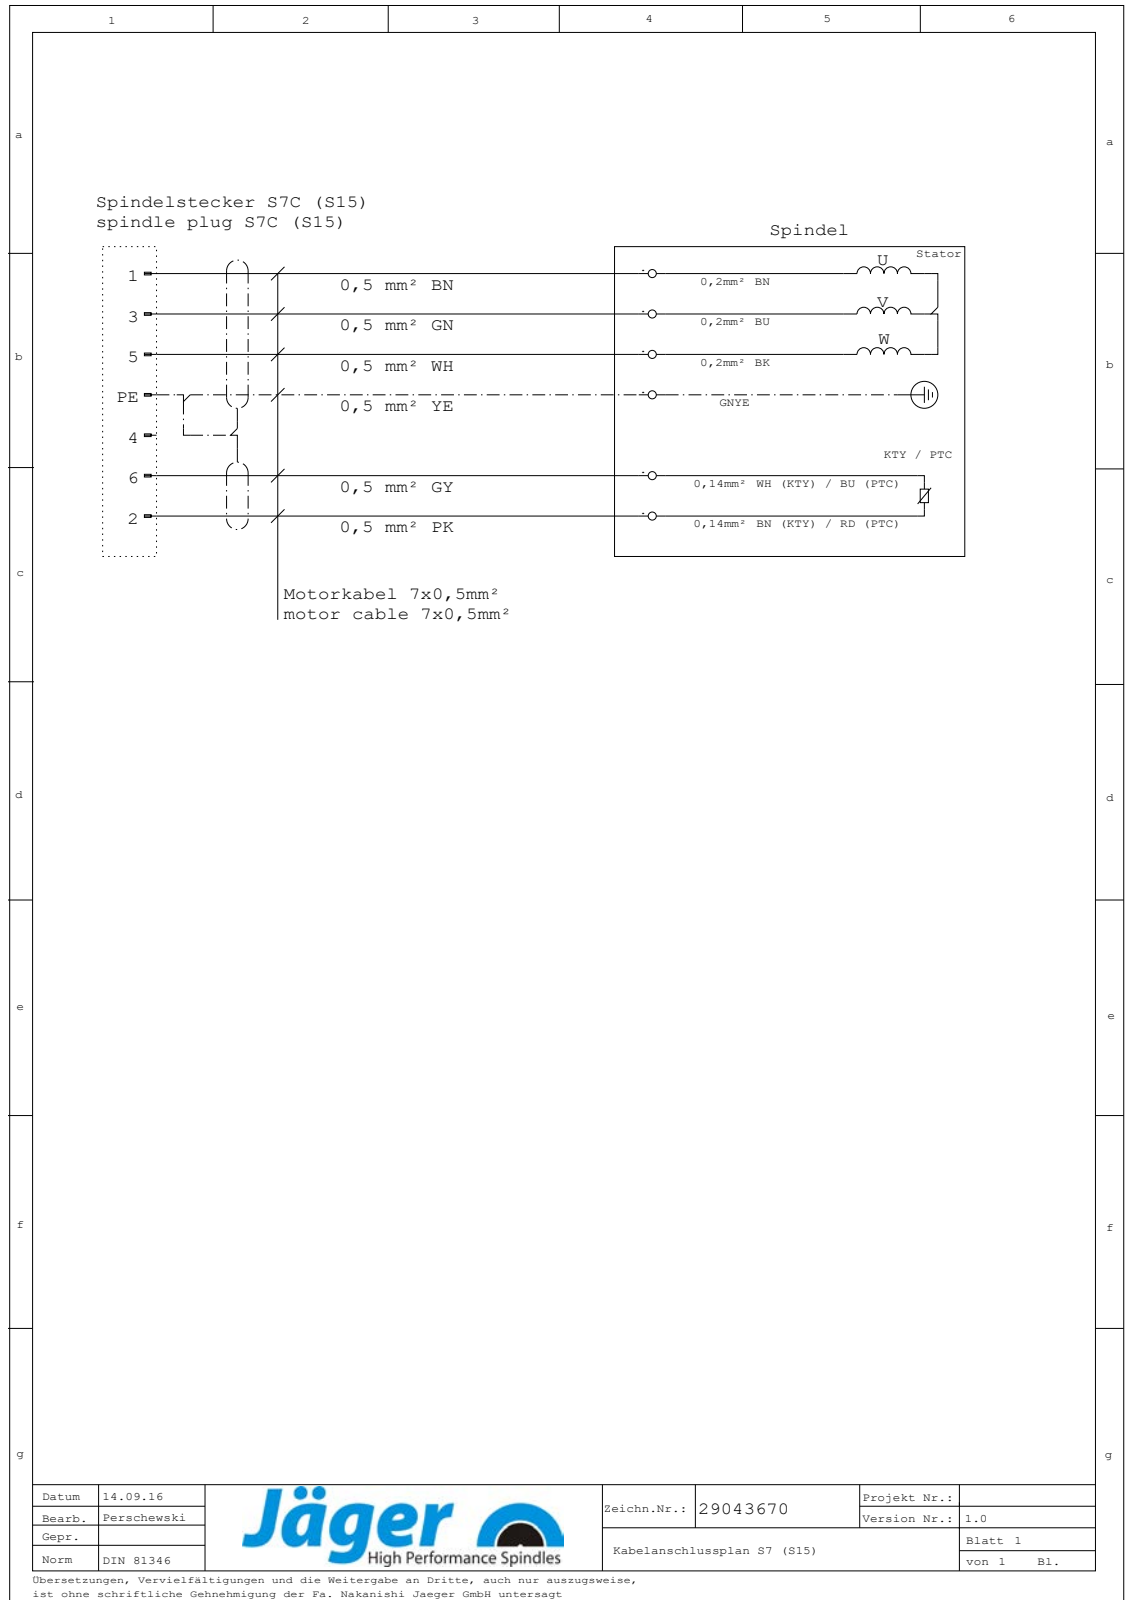 1 2 3 4 5 6
a a
Spindelstecker S7C (S15)
spindle plug S7C (S15)
Spindel
Stator
1
0,5 mm² BN
0,2mm² BN
U
3
0,5 mm² GN
0,2mm² BU
V
b b
5
0,5 mm² WH
0,2mm² BK
W
PE
0,5 mm² YE
GNYE
4
KTY / PTC
6
0,5 mm² GY
0,14mm² WH (KTY) / BU (PTC)
2
0,5 mm² PK
0,14mm² BN (KTY) / RD (PTC)
c c
Motorkabel 7x0,5mm²
motor cable 7x0,5mm²
d d
e e
f f
g g
Datum 14.09.16
Bearb. Perschewski
Gepr.
Norm DIN 81346
Jäger
High Performance Spindles
Zeichn.Nr.: 29043670
Kabelanschlussplan S7 (S15)
Projekt Nr.:
Version Nr.: 1.0
Blatt 1
von 1 Bl.
Übersetzungen, Vervielfältigungen und die Weitergabe an Dritte, auch nur auszugsweise,
ist ohne schriftliche Gehnehmigung der Fa. Nakanishi Jaeger GmbH untersagt